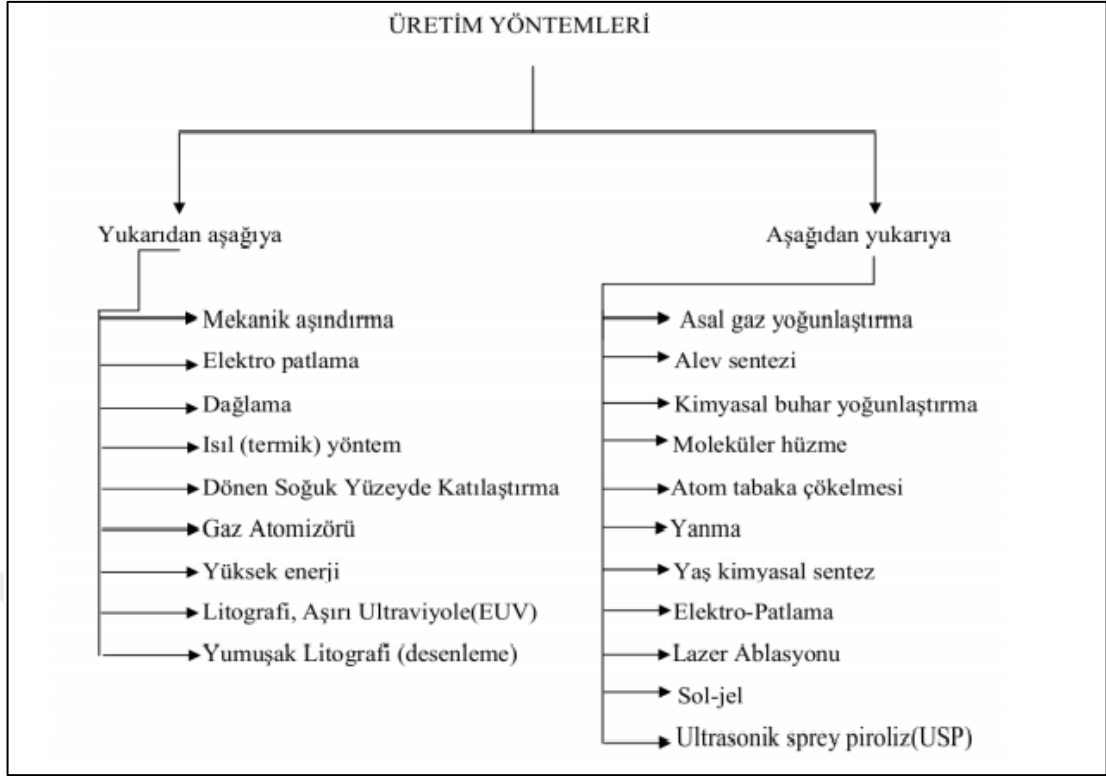 ÜRETİM YÖNTEMLERİ
Yukarıdan aşağıya
Mekanik aşındırma
Elektro patlama
Dağlama
Isıl (termik) yöntem
Dönen Soğuk Yüzeyde Katılaştırma
Gaz Atomizörü
Yüksek enerji
Litografi, Aşırı Ultraviyole(EUV)
Yumuşak Litografi (desenleme)
Aşağıdan yukarıya
Asal gaz yoğunlaştırma
Alev sentezi
Kimyasal buhar yoğunlaştırma
Moleküler hüzme
Atom tabaka çökelmesi
Yanma
Yaş kimyasal sentez
Elektro-Patlama
Lazer Ablasyonu
Sol-jel
Ultrasonik sprey piroliz(USP)